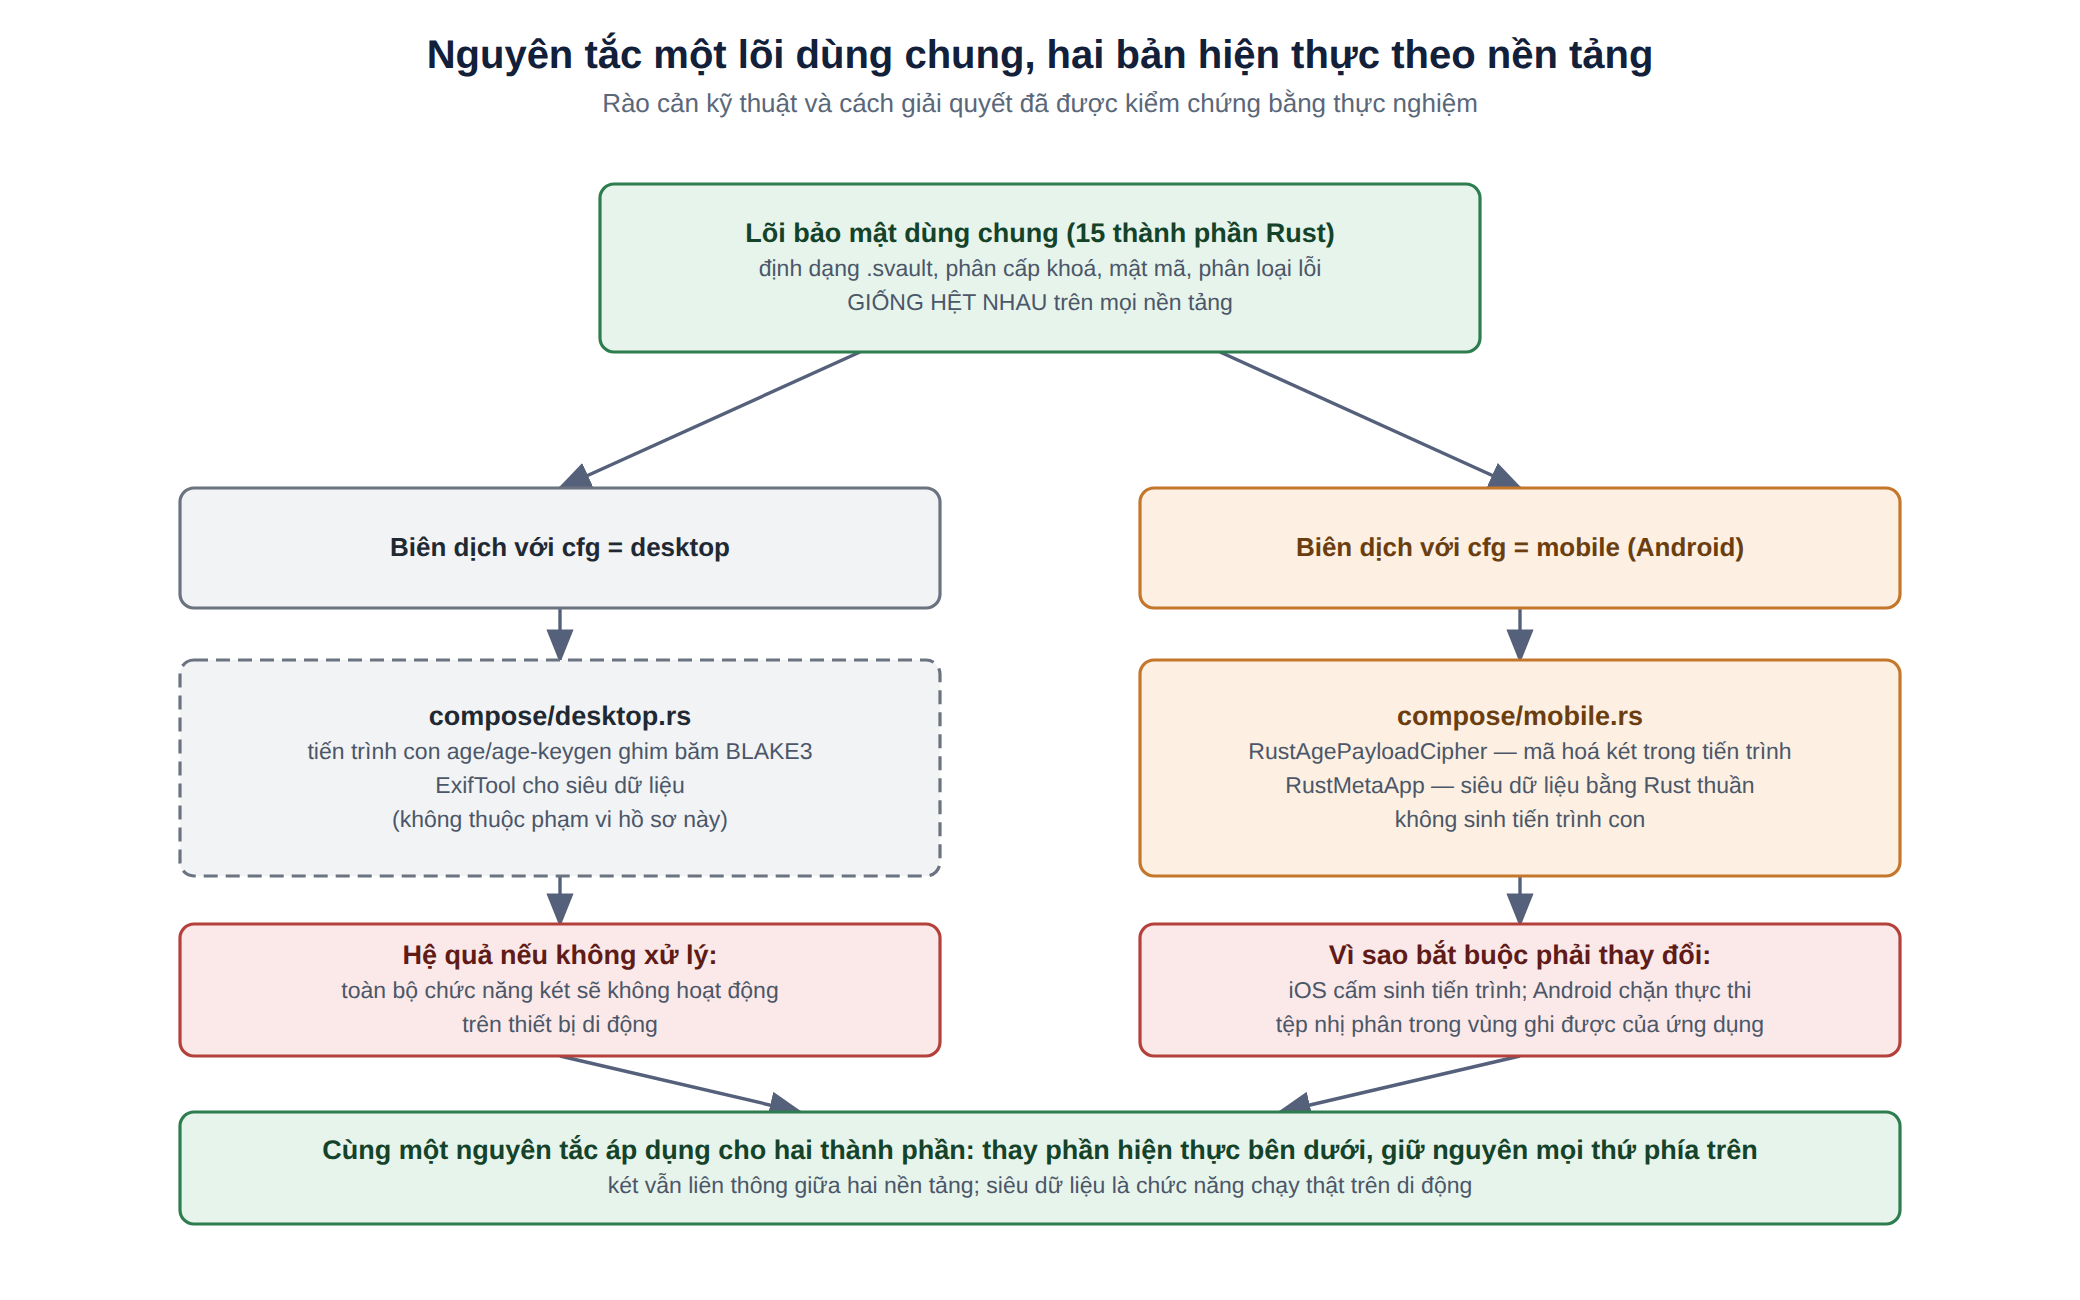 Nguyên tắc một lõi dùng chung, hai bản hiện thực theo nền tảng
Rào cản kỹ thuật và cách giải quyết đã được kiểm chứng bằng thực nghiệm
Lõi bảo mật dùng chung (15 thành phần Rust)
định dạng .svault, phân cấp khoá, mật mã, phân loại lỗi
GIỐNG HỆT NHAU trên mọi nền tảng
Biên dịch với cfg = desktop
Biên dịch với cfg = mobile (Android)
compose/desktop.rs
tiến trình con age/age-keygen ghim băm BLAKE3
ExifTool cho siêu dữ liệu
(không thuộc phạm vi hồ sơ này)
compose/mobile.rs
RustAgePayloadCipher — mã hoá két trong tiến trình
RustMetaApp — siêu dữ liệu bằng Rust thuần
không sinh tiến trình con
Hệ quả nếu không xử lý:
toàn bộ chức năng két sẽ không hoạt động
trên thiết bị di động
Vì sao bắt buộc phải thay đổi:
iOS cấm sinh tiến trình; Android chặn thực thi
tệp nhị phân trong vùng ghi được của ứng dụng
Cùng một nguyên tắc áp dụng cho hai thành phần: thay phần hiện thực bên dưới, giữ nguyên mọi thứ phía trên
két vẫn liên thông giữa hai nền tảng; siêu dữ liệu là chức năng chạy thật trên di động